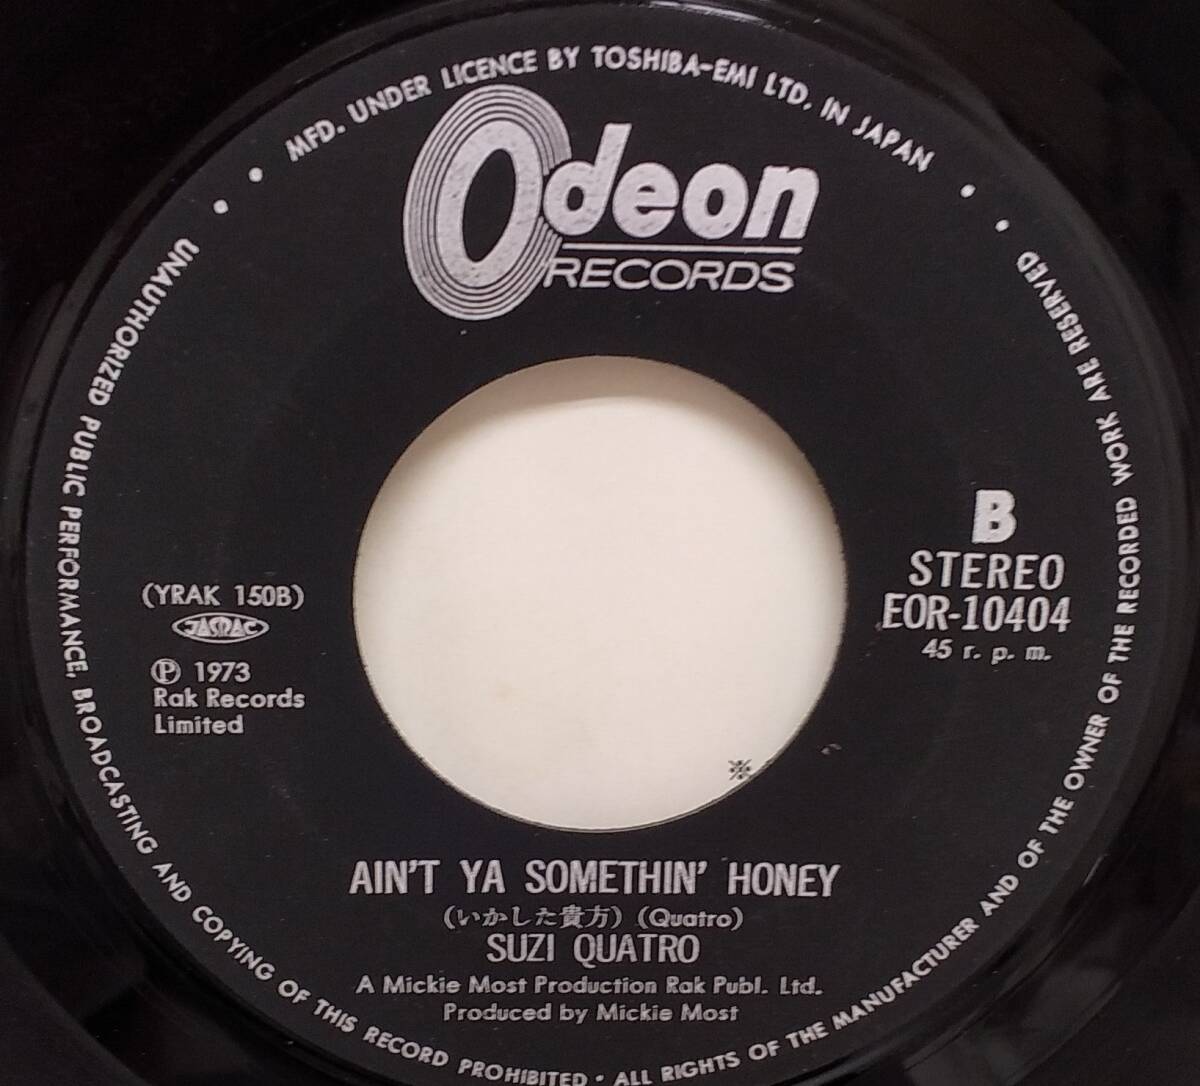 MFD. UNDER LICENCE BY TOSHIBA-EMI LTD. IN JAPAN
Odeon
RECORDS
B
STEREO
EOR-10404
45 r. p. m.
(YRAK 150B)
JASRAC
Ⓟ 1973
Rak Records
Limited
※
AIN'T YA SOMETHIN' HONEY
(いかした貴方) (Quatro)
SUZI QUATRO
A Mickie Most Production Rak Publ. Ltd.
Produced by Mickie Most
UNAUTHORIZED PUBLIC PERFORMANCE, BROADCASTING AND COPYING OF THIS RECORD PROHIBITED • ALL RIGHTS OF THE MANUFACTURER AND OF THE OWNER OF THE RECORDED WORK ARE RESERVED